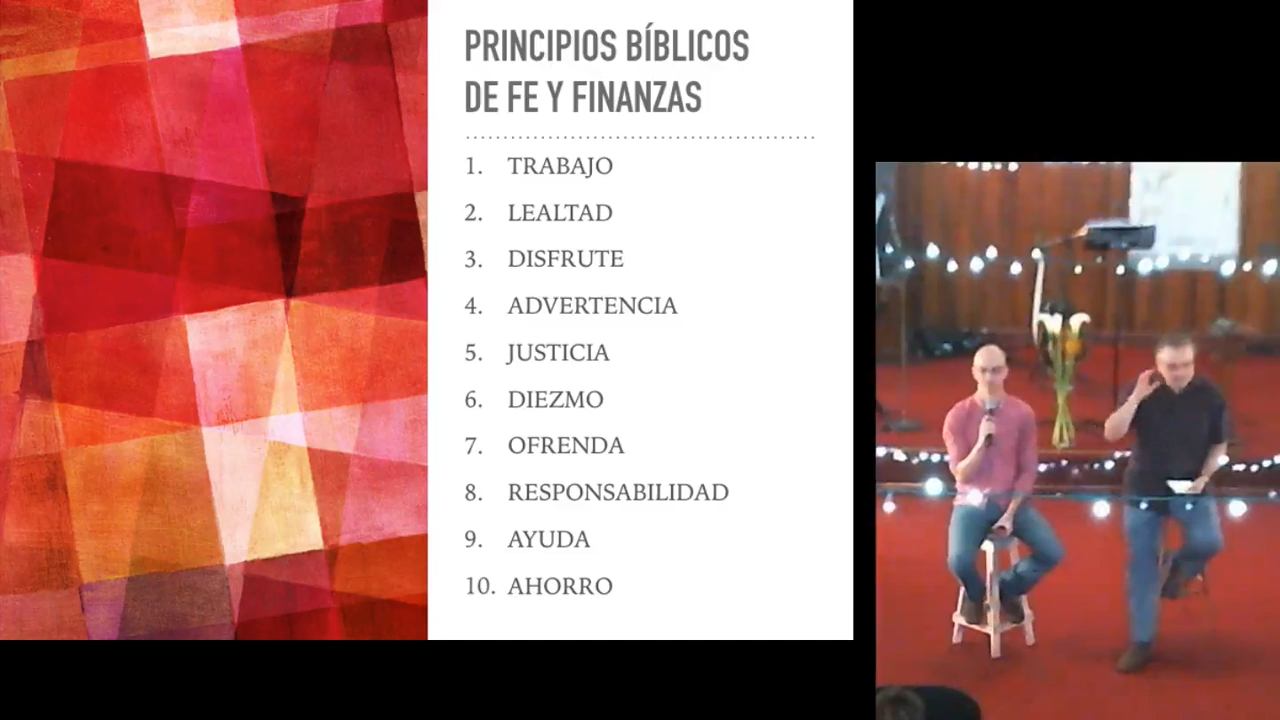 PRINCIPIOS BÍBLICOS
DE FE Y FINANZAS
1. TRABAJO
2. LEALTAD
3. DISFRUTE
4. ADVERTENCIA
5. JUSTICIA
6. DIEZMO
7. OFRENDA
8. RESPONSABILIDAD
9. AYUDA
10. AHORRO